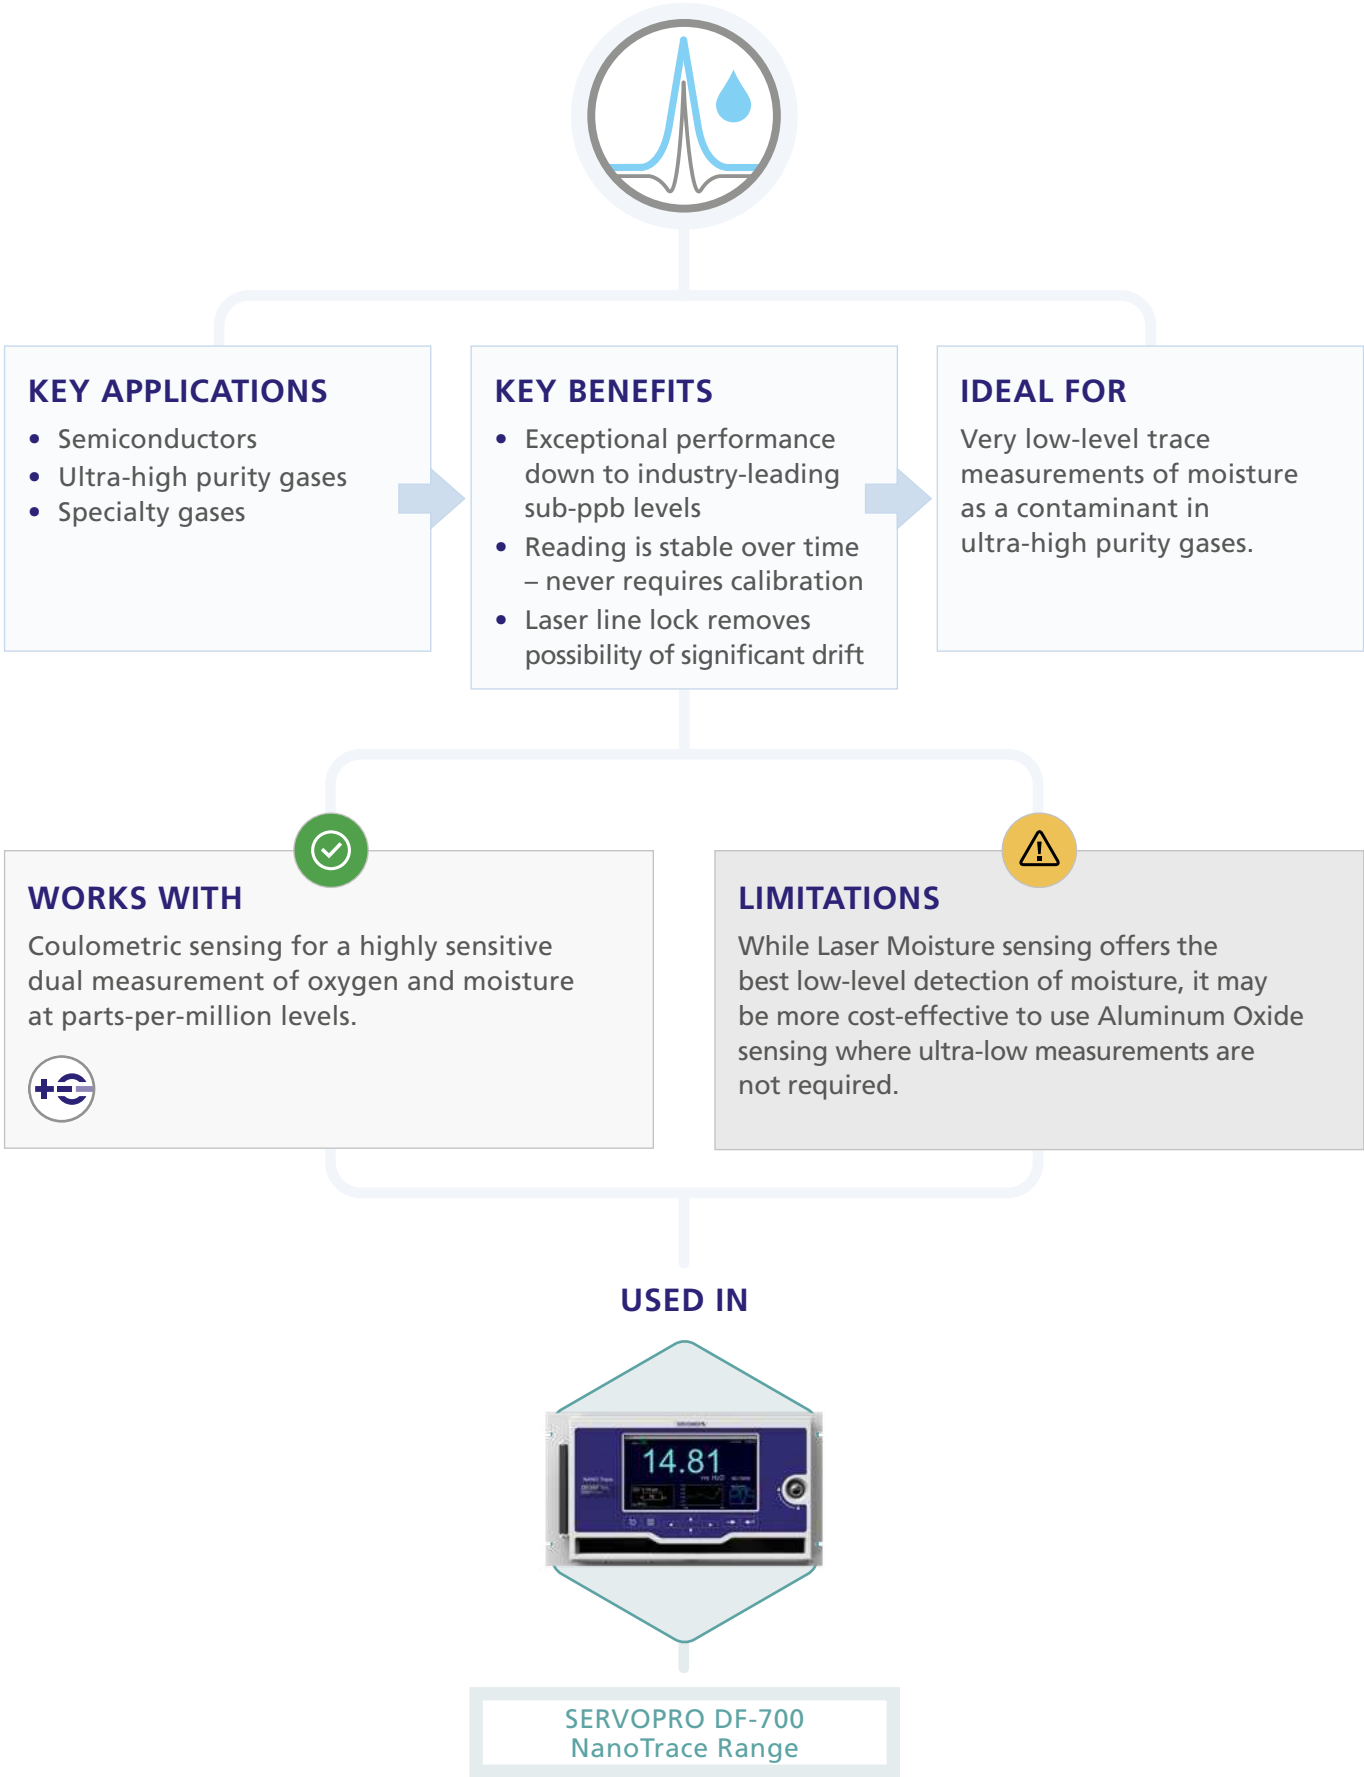 KEY APPLICATIONS
• Semiconductors
• Ultra-high purity gases
• Specialty gases
KEY BENEFITS
• Exceptional performance
down to industry-leading
sub-ppb levels
• Reading is stable over time
– never requires calibration
• Laser line lock removes
possibility of significant drift
IDEAL FOR
Very low-level trace
measurements of moisture
as a contaminant in
ultra-high purity gases.
WORKS WITH
Coulometric sensing for a highly sensitive
dual measurement of oxygen and moisture
at parts-per-million levels.
LIMITATIONS
While Laser Moisture sensing offers the
best low-level detection of moisture, it may
be more cost-effective to use Aluminum Oxide
sensing where ultra-low measurements are
not required.
USED IN
14.81
SERVOPRO DF-700
NanoTrace Range